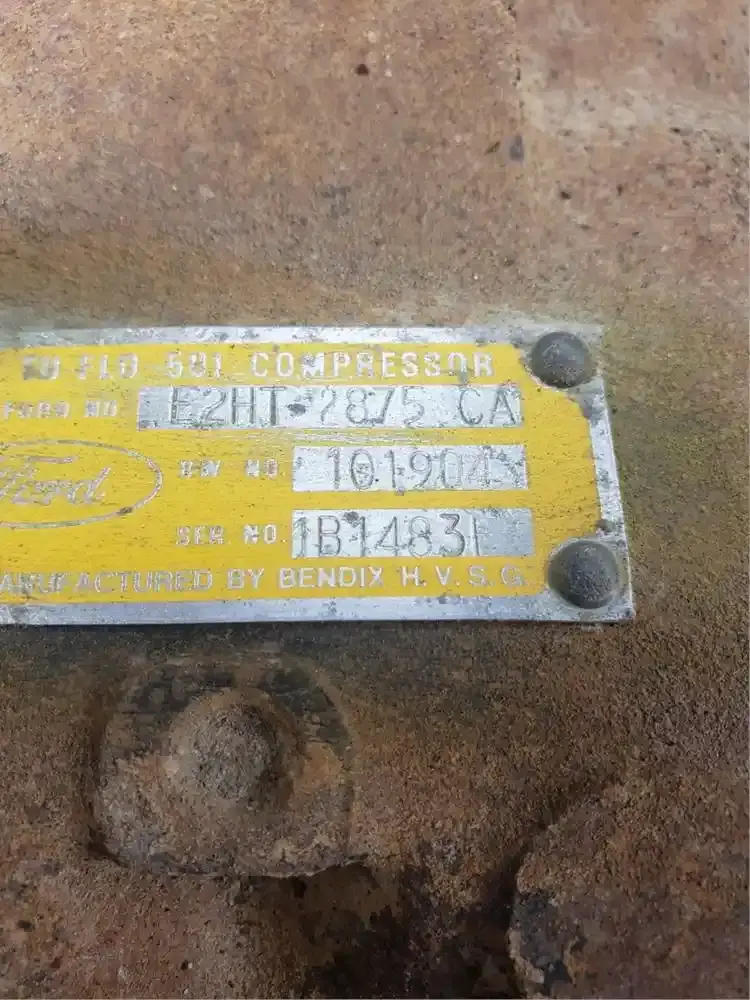 TU FLO 501 COMPRESSOR
FORD NO E2HT-2875 CA
Ford
BW NO. 101904
SER. NO. 1B1483
MANUFACTURED BY BENDIX H.V.S.G.